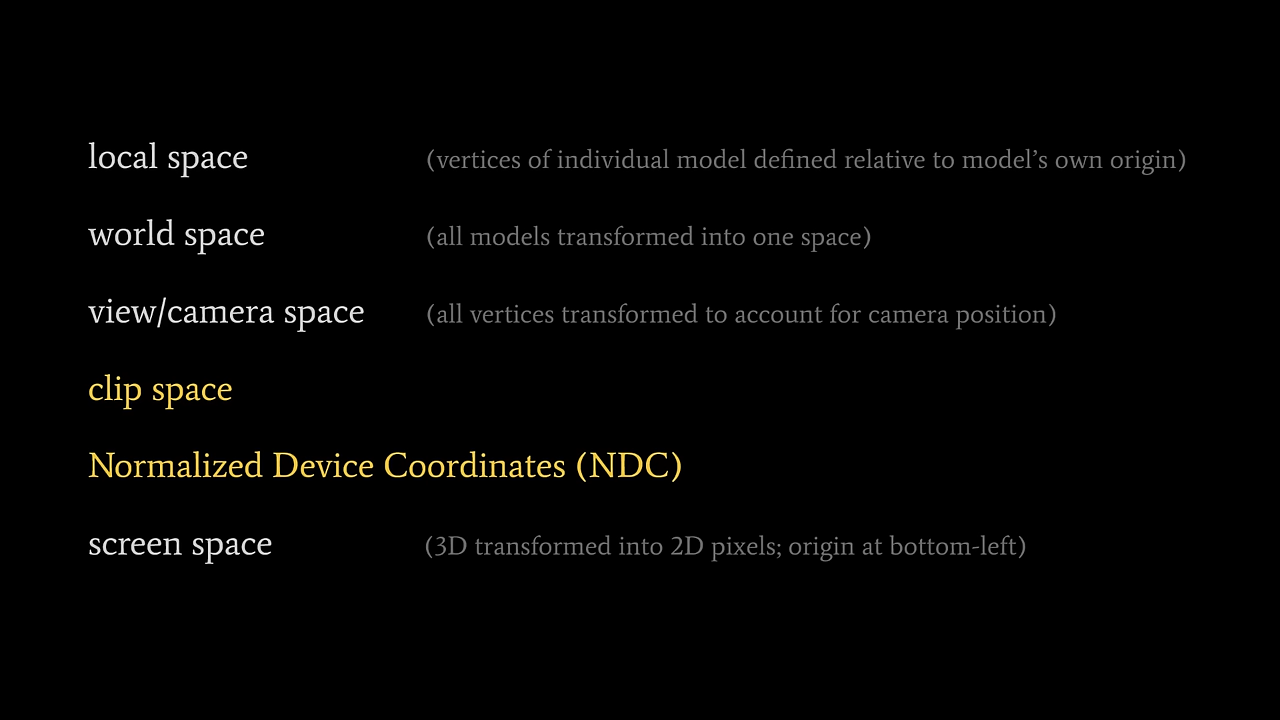 local space (vertices of individual model defined relative to model’s own origin)
world space (all models transformed into one space)
view/camera space (all vertices transformed to account for camera position)
clip space
Normalized Device Coordinates (NDC)
screen space (3D transformed into 2D pixels; origin at bottom-left)